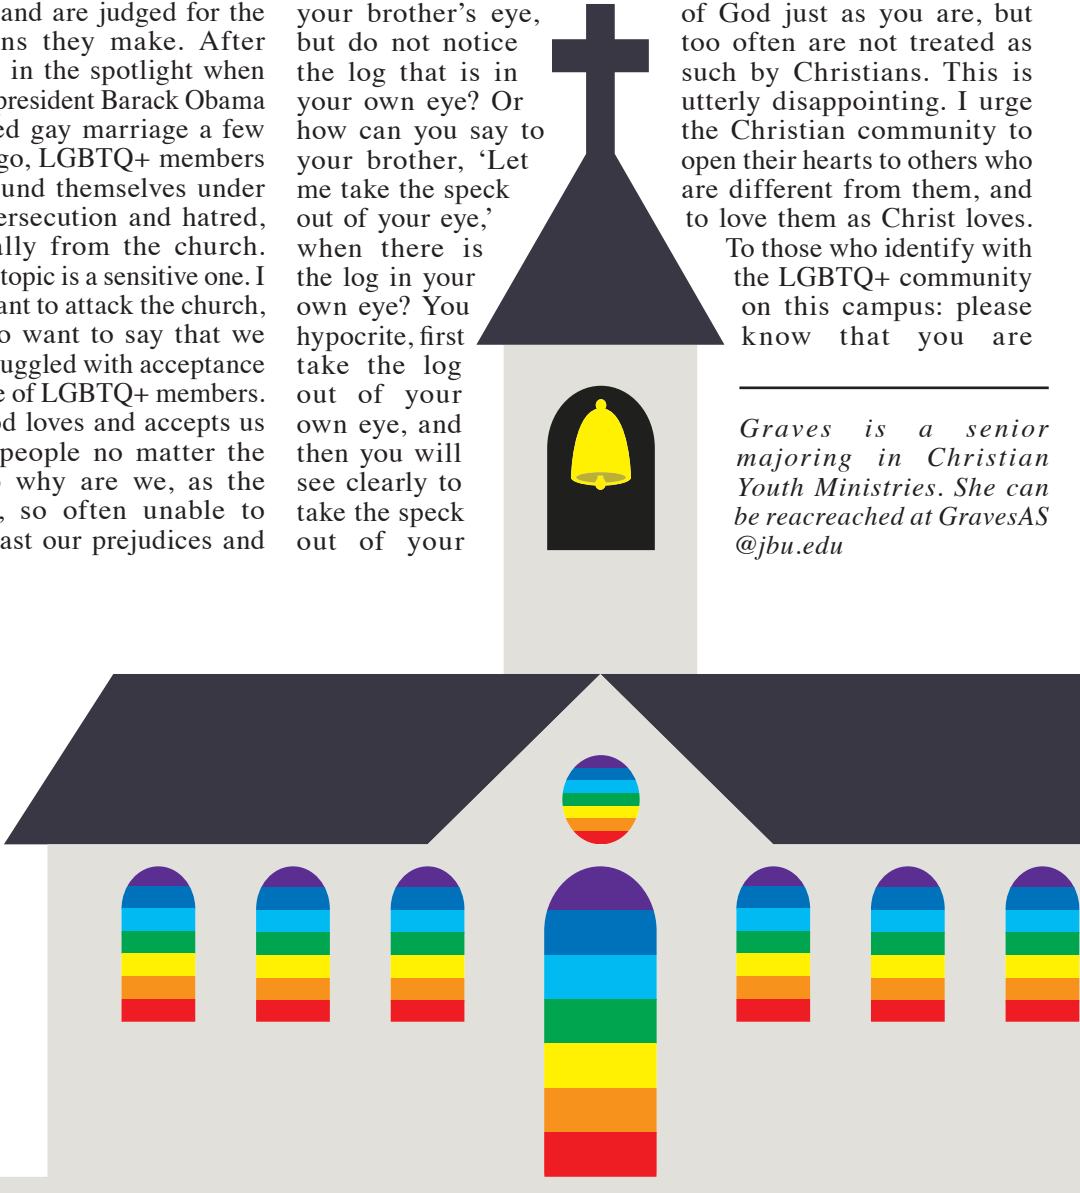 and are judged for the
ns they make. After
in the spotlight when
president Barack Obama
ed gay marriage a few
go, LGBTQ+ members
und themselves under
ersecution and hatred,
ally from the church.
topic is a sensitive one. I
ant to attack the church,
o want to say that we
uggled with acceptance
e of LGBTQ+ members.
od loves and accepts us
people no matter the
o why are we, as the
, so often unable to
ast our prejudices and
your brother’s eye,
but do not notice
the log that is in
your own eye? Or
how can you say to
your brother, ‘Let
me take the speck
out of your eye,’
when there is
the log in your
own eye? You
hypocrite, first
take the log
out of your
own eye, and
then you will
see clearly to
take the speck
out of your
of God just as you are, but
too often are not treated as
such by Christians. This is
utterly disappointing. I urge
the Christian community to
open their hearts to others who
are different from them, and
to love them as Christ loves.
To those who identify with
the LGBTQ+ community
on this campus: please
know that you are
Graves is a senior
majoring in Christian
Youth Ministries. She can
be reacreached at GravesAS
@jbu.edu